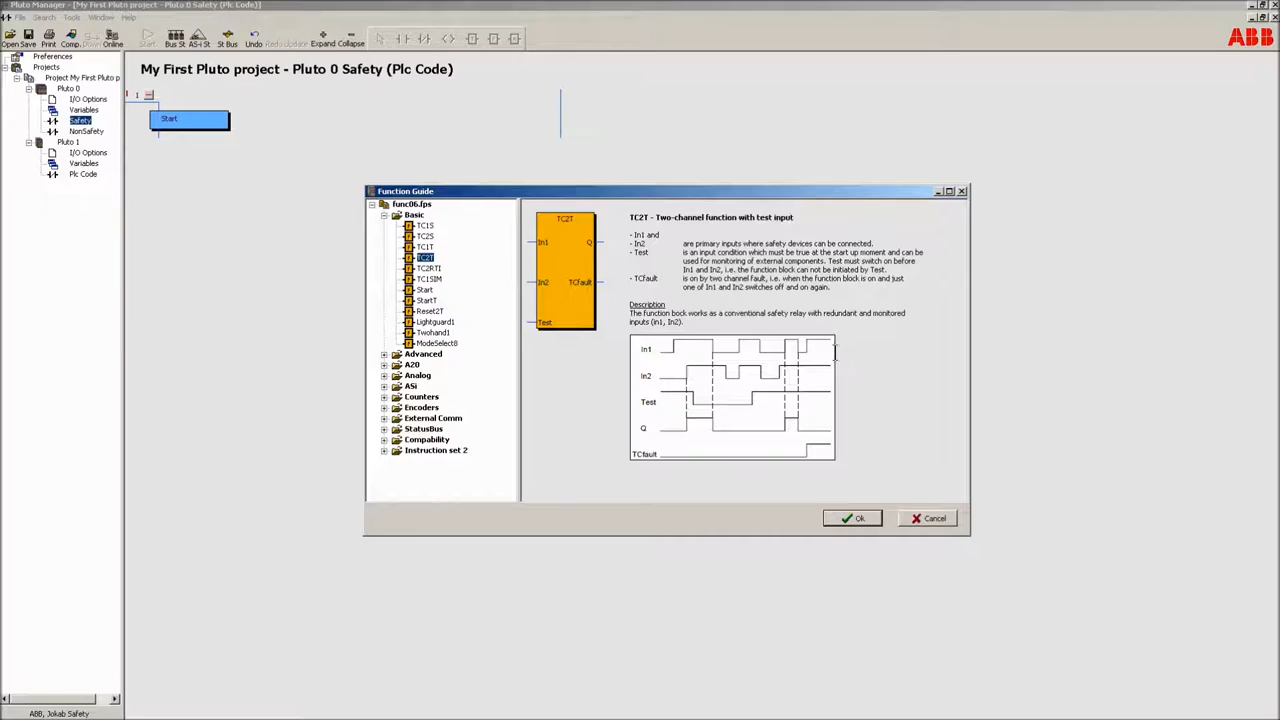 Pluto Manager - [My First Pluto project - Pluto 0 Safety (Plc Code)]
File Search Tools Window Help
Open Save Print Comp. Down Online Start Bus St AS-i St St Bus Undo Redo Update Expand Collapse
ABB
Preferences
Projects
Project My First Pluto p
Pluto 0
I/O Options
Variables
Safety
NonSafety
Pluto 1
I/O Options
Variables
Plc Code
My First Pluto project - Pluto 0 Safety (Plc Code)
1
Start
Function Guide
func06.fps
Basic
TC1S
TC2S
TC1T
TC2T
TC2RTI
TC1SIM
Start
StartT
Reset2T
Lightguard1
Twohand1
ModeSelect8
Advanced
A20
Analog
ASi
Counters
Encoders
External Comm
StatusBus
Compability
Instruction set 2
TC2T
In1 Q
In2 TCfault
Test
TC2T - Two-channel function with test input
- In1 and
- In2 are primary inputs where safety devices can be connected.
- Test is an input condition which must be true at the start up moment and can be
used for monitoring of external components. Test must switch on before
In1 and In2, i.e. the function block can not be initiated by Test.
- TCfault is on by two channel fault, i.e. when the function block is on and just
one of In1 and In2 switches off and on again.
Description
The function bock works as a conventional safety relay with redundant and monitored
inputs (in1, In2).
In1
In2
Test
Q
TCfault
Ok Cancel
ABB, Jokab Safety